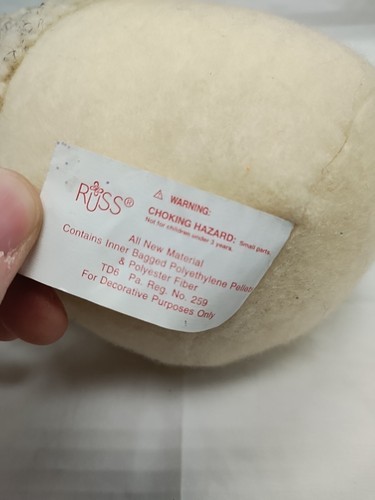 RUSS®
⚠ WARNING:
CHOKING HAZARD: Small parts
Not for children under 3 years.
All New Material
Contains Inner Bagged Polyethylene Pellets
& Polyester Fiber
TD6 Pa. Reg. No. 259
For Decorative Purposes Only